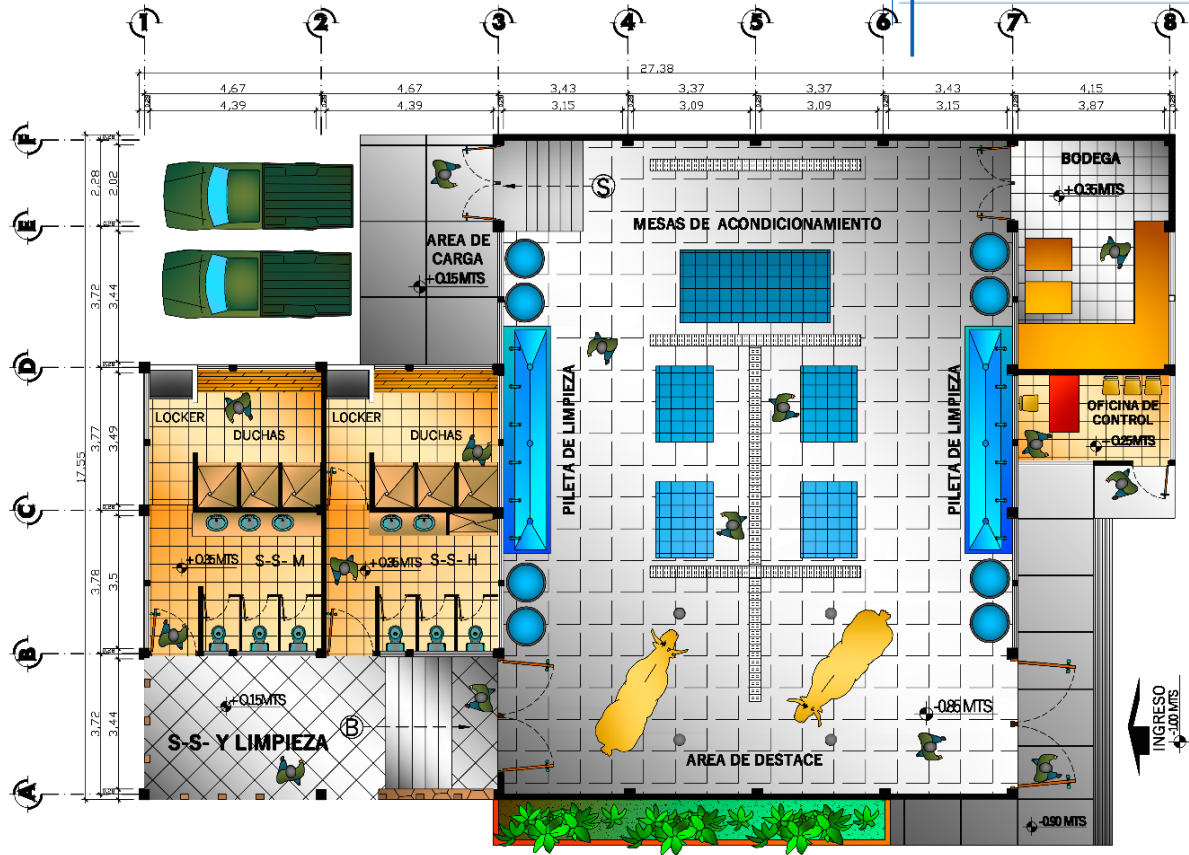 1 2 3 4 5 6 7 8
27.38
4.67 4.67 3.43 3.37 3.37 3.43 4.15
4.39 4.39 3.15 3.09 3.09 3.15 3.87
F
E
D
C
B
A
17.55
2.28 2.02
3.72 3.44
3.77 3.49
3.78 3.5
3.72 3.44
BODEGA
+0.35MTS
S
MESAS DE ACONDICIONAMIENTO
AREA DE
CARGA
+0.15MTS
PILETA DE LIMPIEZA
PILETA DE LIMPIEZA
LOCKER
DUCHAS
LOCKER
DUCHAS
OFICINA DE
CONTROL
-0.25MTS
+0.35MTS
S-S- M
+0.35MTS
S-S- H
+0.15MTS
B
S-S- Y LIMPIEZA
-0.85 MTS
AREA DE DESTACE
INGRESO
-1.00 MTS
-0.90 MTS